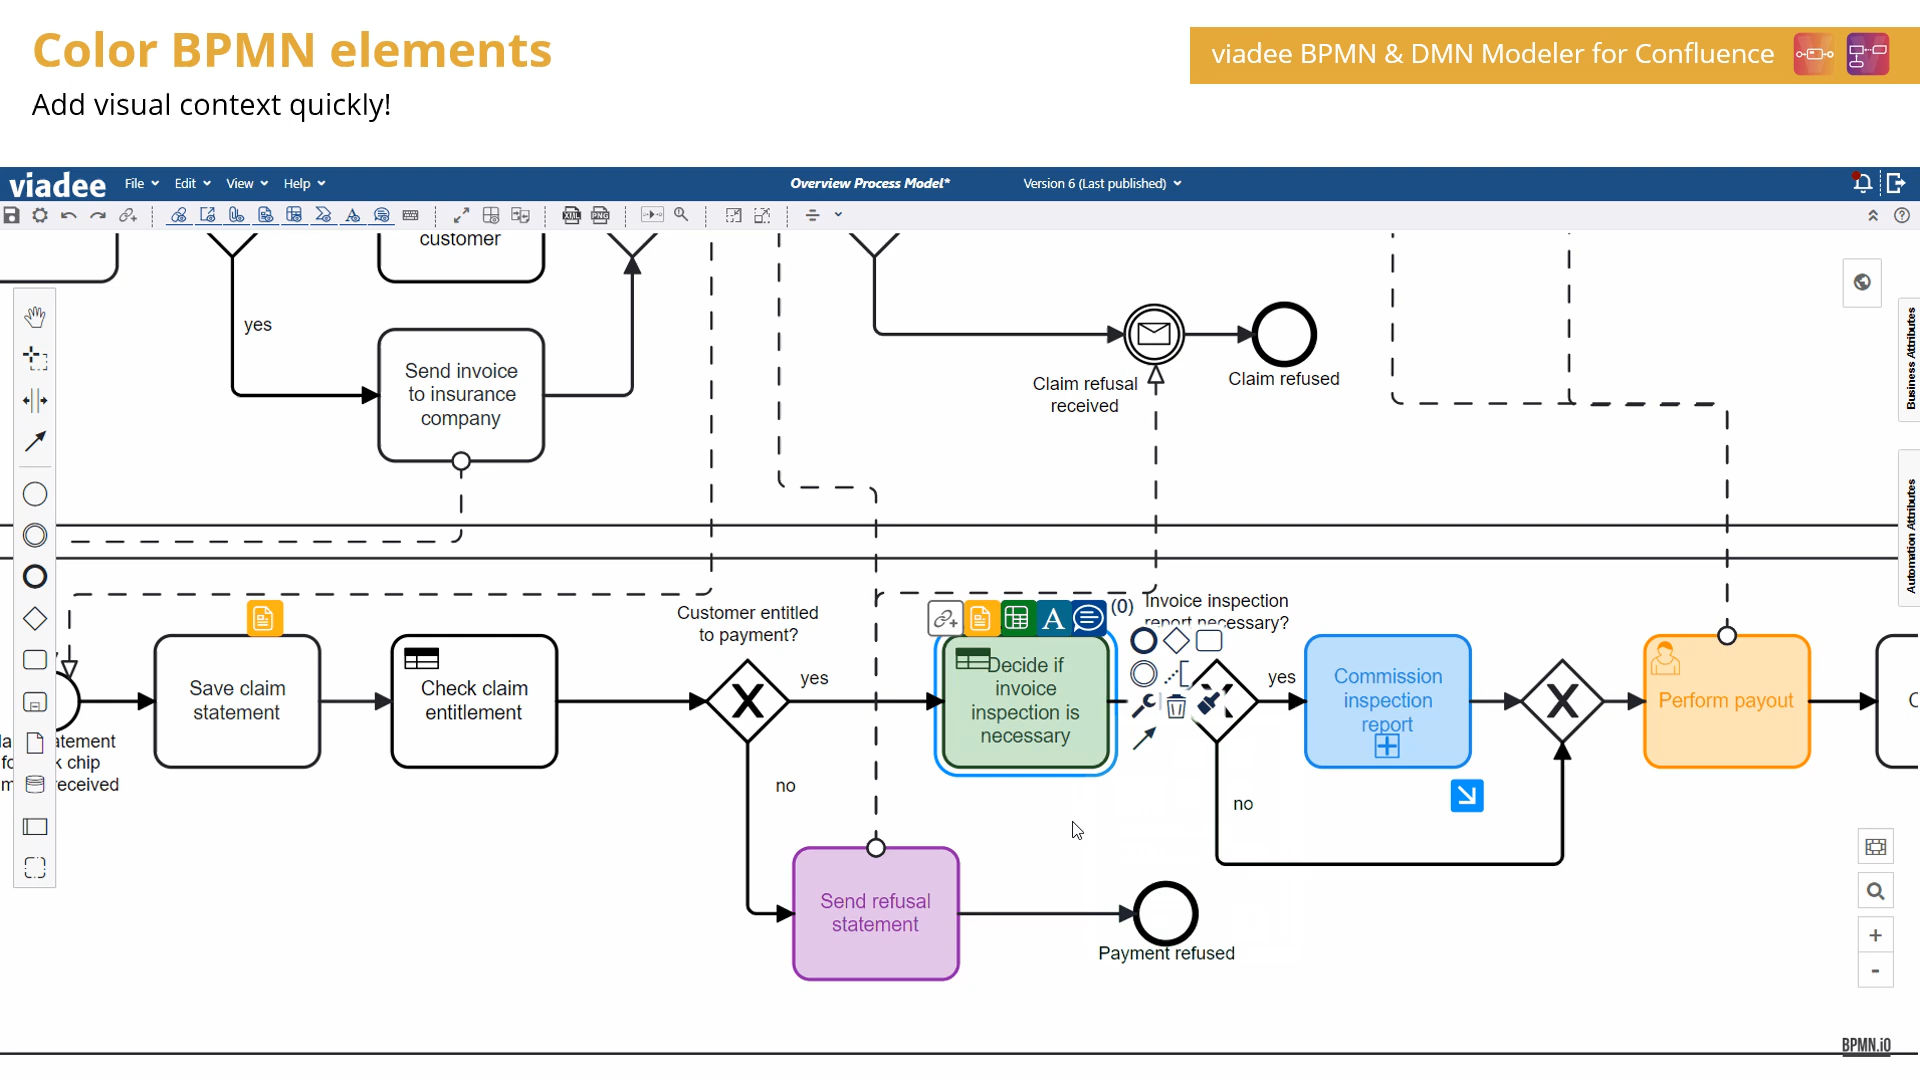 Color BPMN elements
Add visual context quickly!
viadee BPMN & DMN Modeler for Confluence
viadee
File
Edit
View
Help
Overview Process Model*
Version 6 (Last published)
XML
PNG
customer
yes
Send invoice
to insurance
company
Claim refusal
received
Claim refused
Business Attributes
Automation Attributes
Customer entitled
to payment?
A
(0)
Invoice inspection
report necessary?
Save claim
statement
Check claim
entitlement
yes
Decide if
invoice
inspection is
necessary
yes
Commission
inspection
report
Perform payout
no
no
Send refusal
statement
Payment refused
received
+
-
BPMN.iO